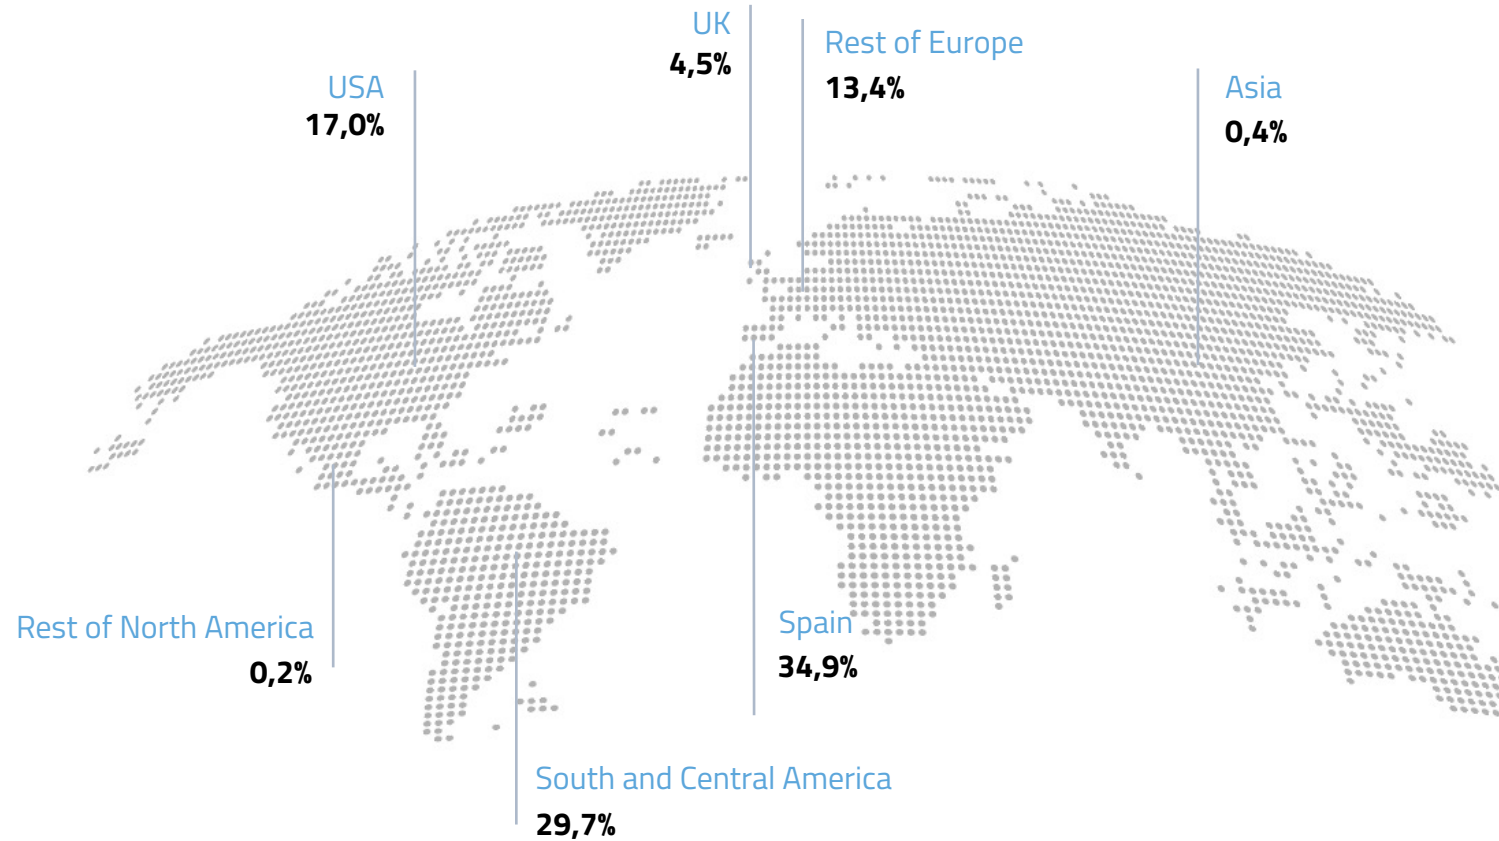 UK
4,5%
Rest of Europe
13,4%
USA
17,0%
Asia
0,4%
Rest of North America
0,2%
Spain
34,9%
South and Central America
29,7%